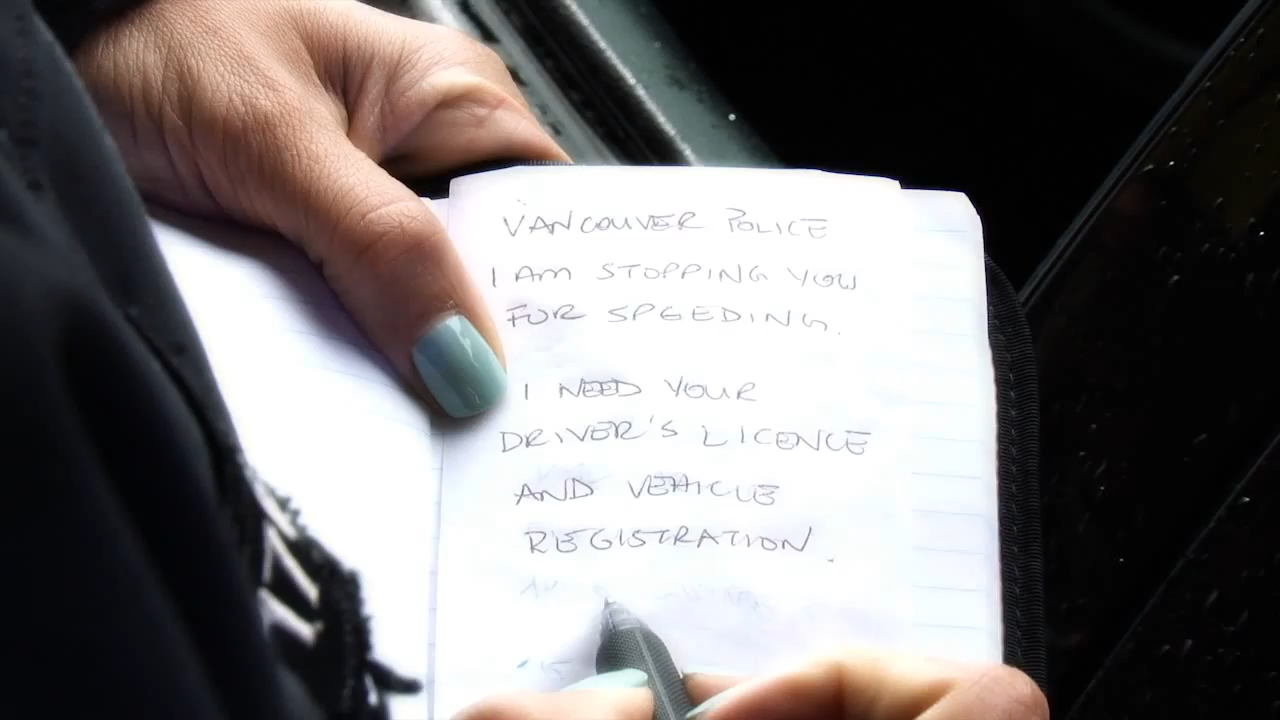 VANCOUVER POLICE
I AM STOPPING YOU
FOR SPEEDING.
I NEED YOUR
DRIVER'S LICENCE
AND VEHICLE
REGISTRATION.